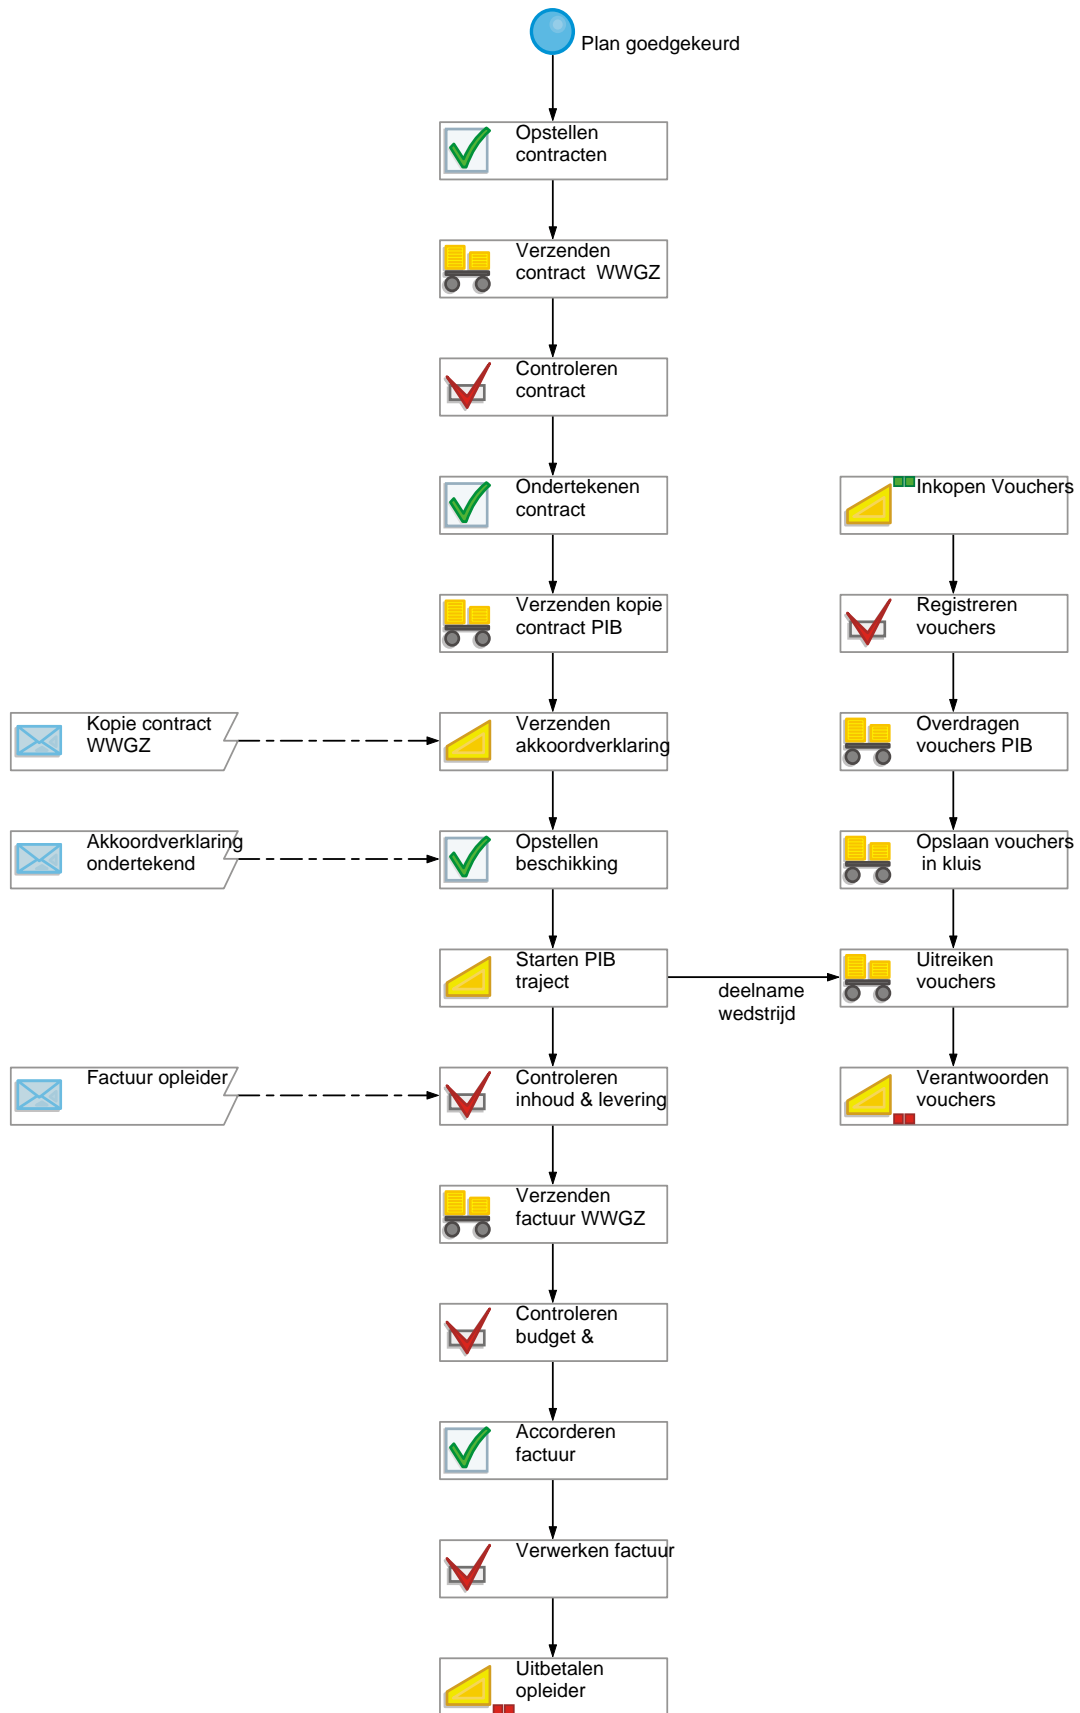 Plan goedgekeurd
Opstellen
contracten
Verzenden
contract  WWGZ
Controleren
contract
Ondertekenen
contract
Inkopen Vouchers
Verzenden kopie
contract PIB
Registreren
vouchers
Kopie contract
WWGZ
Verzenden
akkoordverklaring
Overdragen
vouchers PIB
Akkoordverklaring
ondertekend
Opstellen
beschikking
Opslaan vouchers
in kluis
Starten PIB
traject
deelname
wedstrijd
Uitreiken
vouchers
Factuur opleider
Controleren
inhoud & levering
Verantwoorden
vouchers
Verzenden
factuur WWGZ
Controleren
budget &
Accorderen
factuur
Verwerken factuur
Uitbetalen
opleider